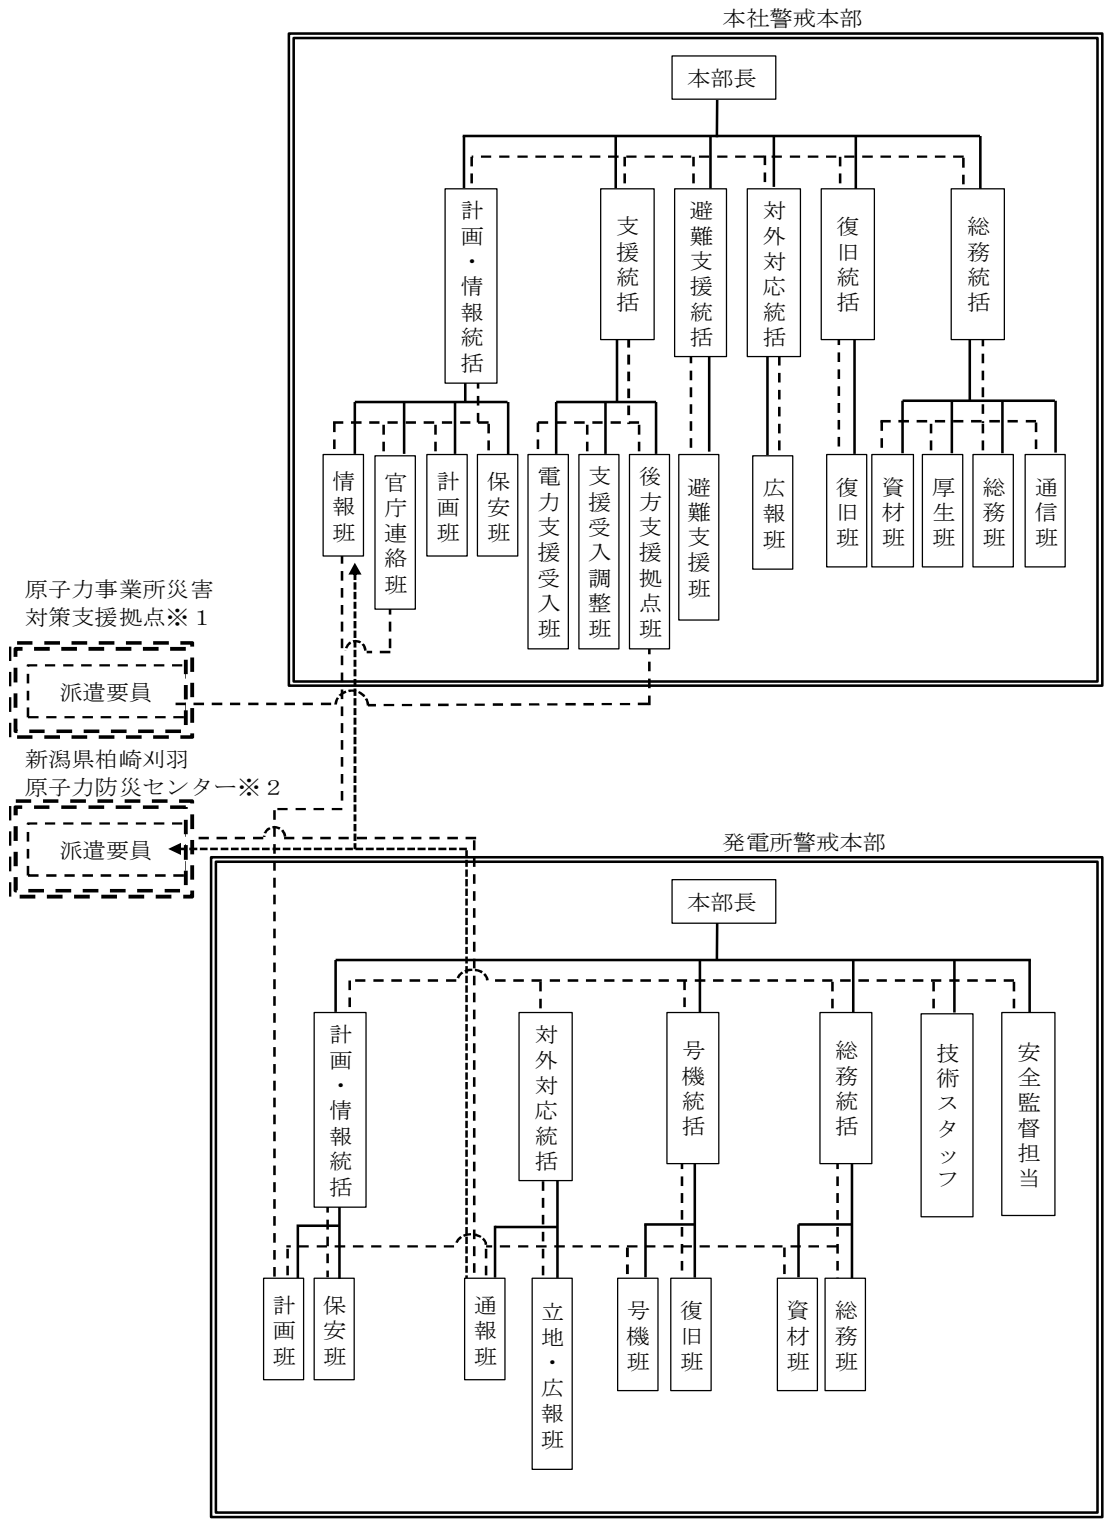 本社警戒本部
本部長
計画・情報統括
支援統括
避難支援統括
対外対応統括
復旧統括
総務統括
情報班
官庁連絡班
計画班
保安班
電力支援受入班
支援受入調整班
後方支援拠点班
避難支援班
広報班
復旧班
資材班
厚生班
総務班
通信班
原子力事業所災害
対策支援拠点※１
派遣要員
新潟県柏崎刈羽
原子力防災センター※２
派遣要員
発電所警戒本部
本部長
計画・情報統括
対外対応統括
号機統括
総務統括
技術スタッフ
安全監督担当
計画班
保安班
通報班
立地・広報班
号機班
復旧班
資材班
総務班